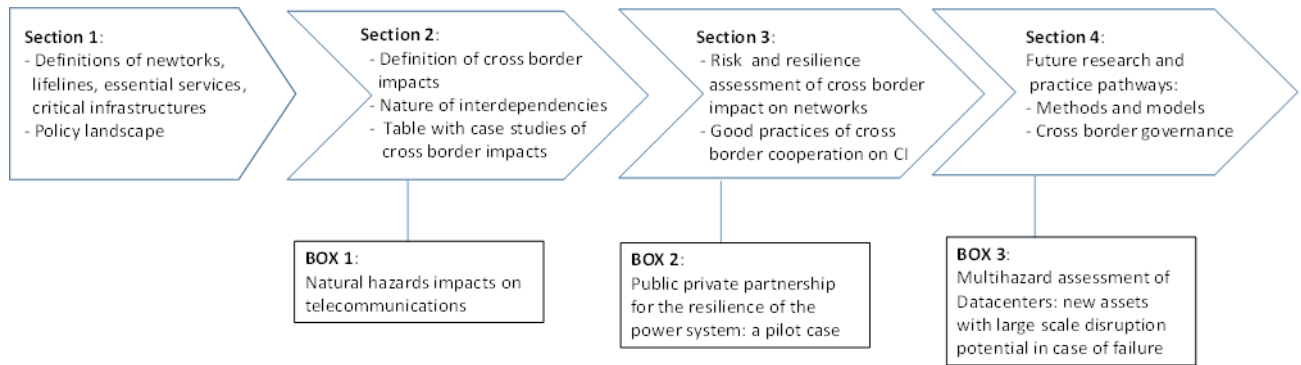 Section 1:
- Definitions of newtorks,
lifelines, essential services,
critical infrastructures
- Policy landscape
Section 2:
- Definition of cross border
impacts
- Nature of interdependencies
- Table with case studies of
cross border impacts
Section 3:
- Risk and resilience
assessment of cross border
impact on networks
- Good practices of cross
border cooperation on CI
Section 4:
Future research and
practice pathways:
- Methods and models
- Cross border governance
BOX 1:
Natural hazards impacts on
telecommunications
BOX 2:
Public private partnership
for the resilience of the
power system: a pilot case
BOX 3:
Multihazard assessment of
Datacenters: new assets
with large scale disruption
potential in case of failure